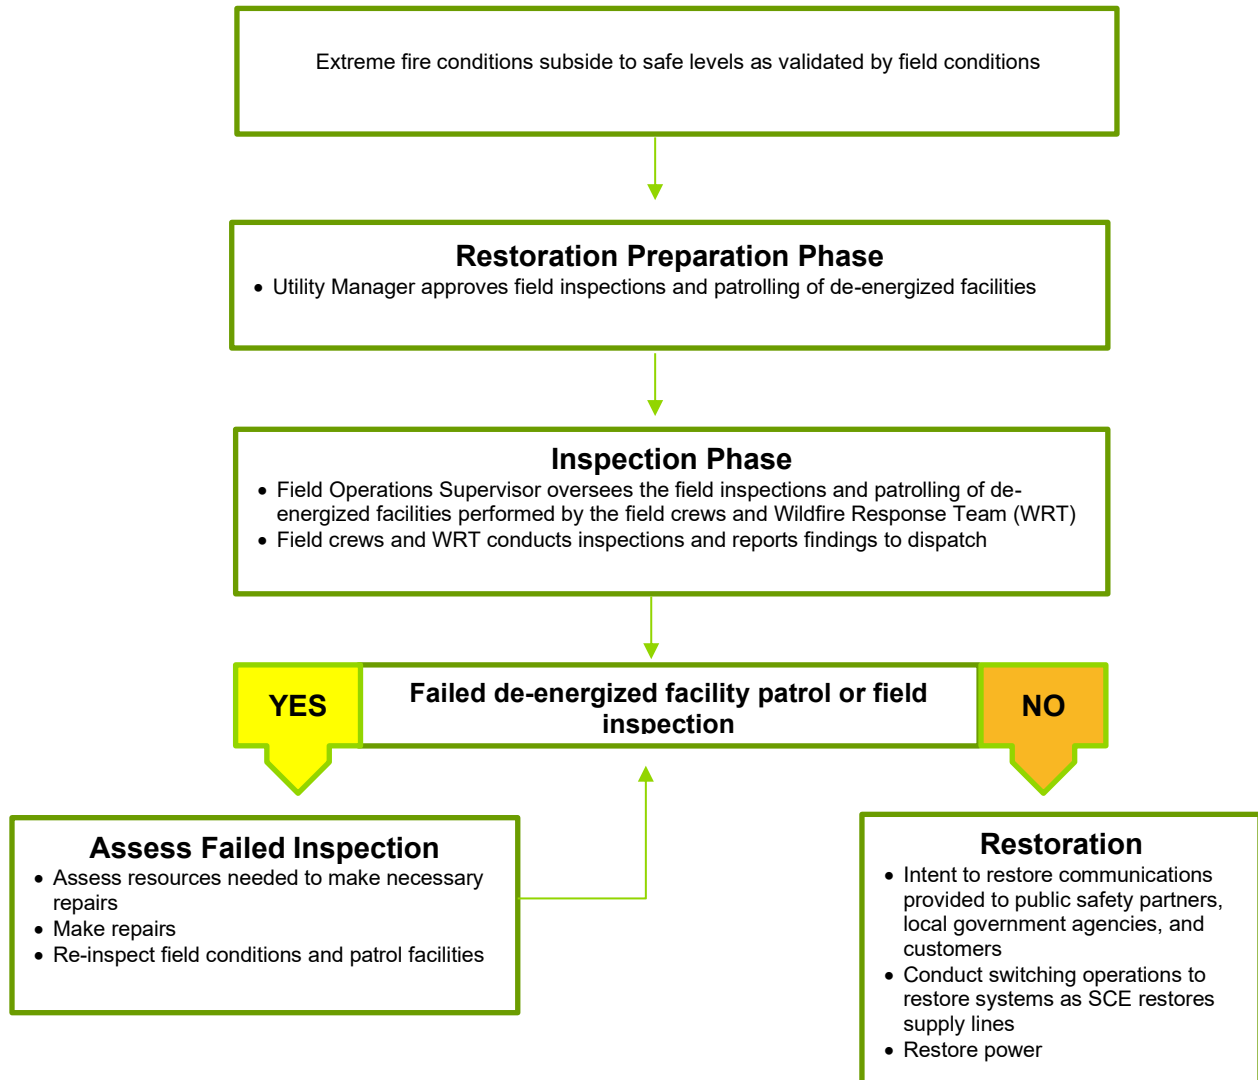 Extreme fire conditions subside to safe levels as validated by field conditions
Restoration Preparation Phase
• Utility Manager approves field inspections and patrolling of de-energized facilities
Inspection Phase
• Field Operations Supervisor oversees the field inspections and patrolling of de-
energized facilities performed by the field crews and Wildfire Response Team (WRT)
• Field crews and WRT conducts inspections and reports findings to dispatch
YES
Failed de-energized facility patrol or field
inspection
NO
Assess Failed Inspection
• Assess resources needed to make necessary
repairs
• Make repairs
• Re-inspect field conditions and patrol facilities
Restoration
• Intent to restore communications
provided to public safety partners,
local government agencies, and
customers
• Conduct switching operations to
restore systems as SCE restores
supply lines
• Restore power